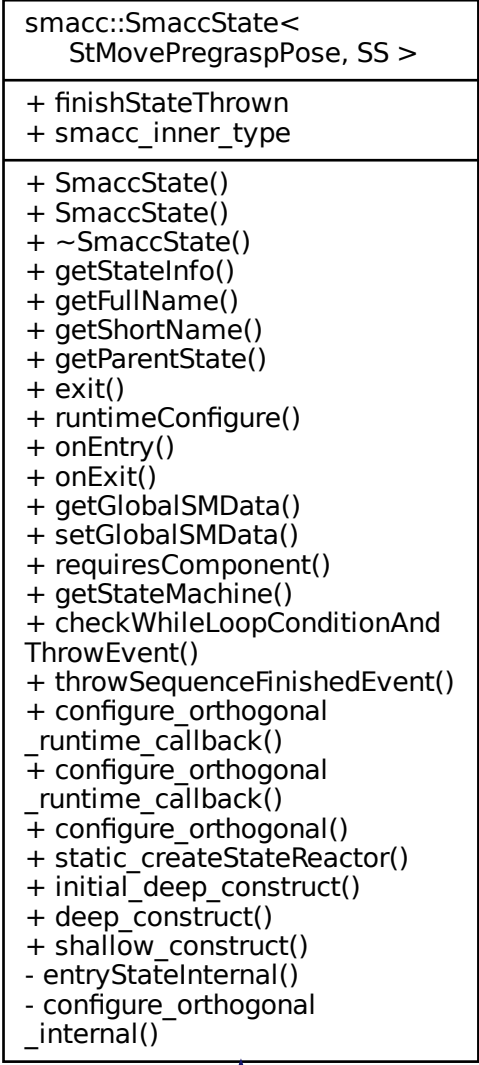 smacc::SmaccState<
StMovePregraspPose, SS >
+ finishStateThrown
+ smacc_inner_type
+ SmaccState()
+ SmaccState()
+ ~SmaccState()
+ getStateInfo()
+ getFullName()
+ getShortName()
+ getParentState()
+ exit()
+ runtimeConfigure()
+ onEntry()
+ onExit()
+ getGlobalSMData()
+ setGlobalSMData()
+ requiresComponent()
+ getStateMachine()
+ checkWhileLoopConditionAnd
ThrowEvent()
+ throwSequenceFinishedEvent()
+ configure_orthogonal
_runtime_callback()
+ configure_orthogonal
_runtime_callback()
+ configure_orthogonal()
+ static_createStateReactor()
+ initial_deep_construct()
+ deep_construct()
+ shallow_construct()
- entryStateInternal()
- configure_orthogonal
_internal()